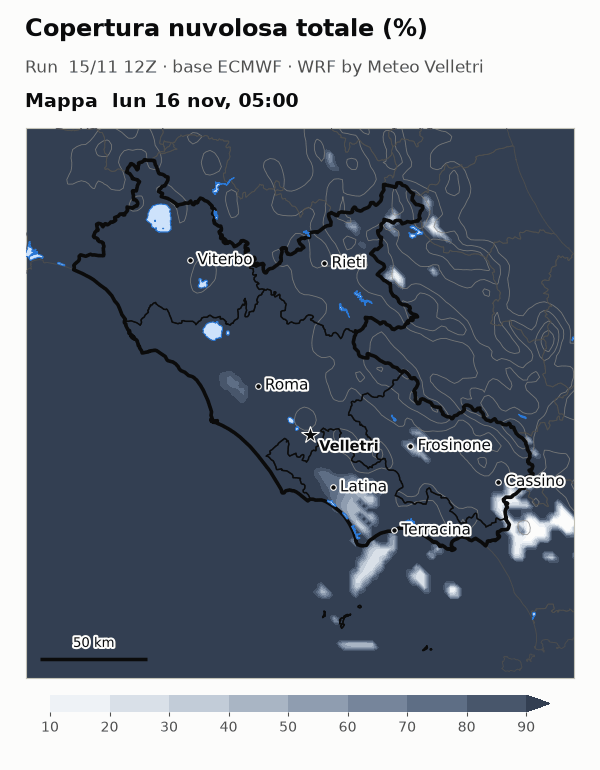 Copertura nuvolosa totale (%)
Run 15/11 12Z · base ECMWF · WRF by Meteo Velletri
Mappa lun 16 nov, 05:00
Viterbo
Rieti
Roma
Velletri
Frosinone
Latina
Cassino
Terracina
50 km
10 20 30 40 50 60 70 80 90